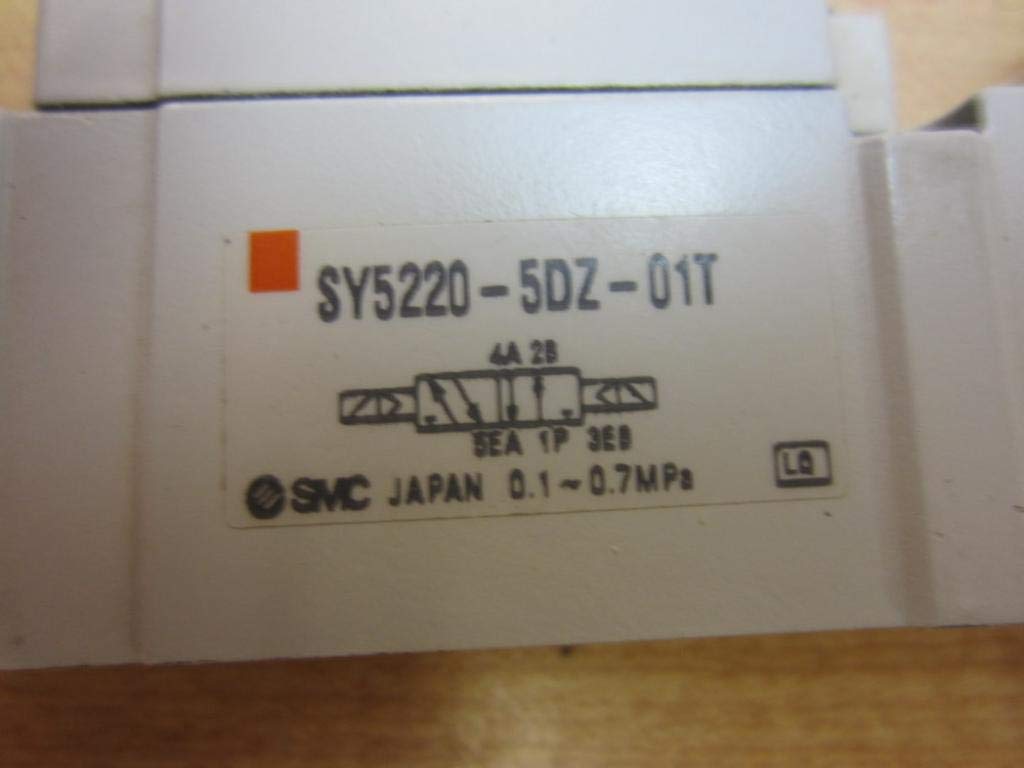 SY5220-5DZ-01T
4A 2B
5EA 1P 3EB
SMC JAPAN 0.1~0.7MPa
LQ